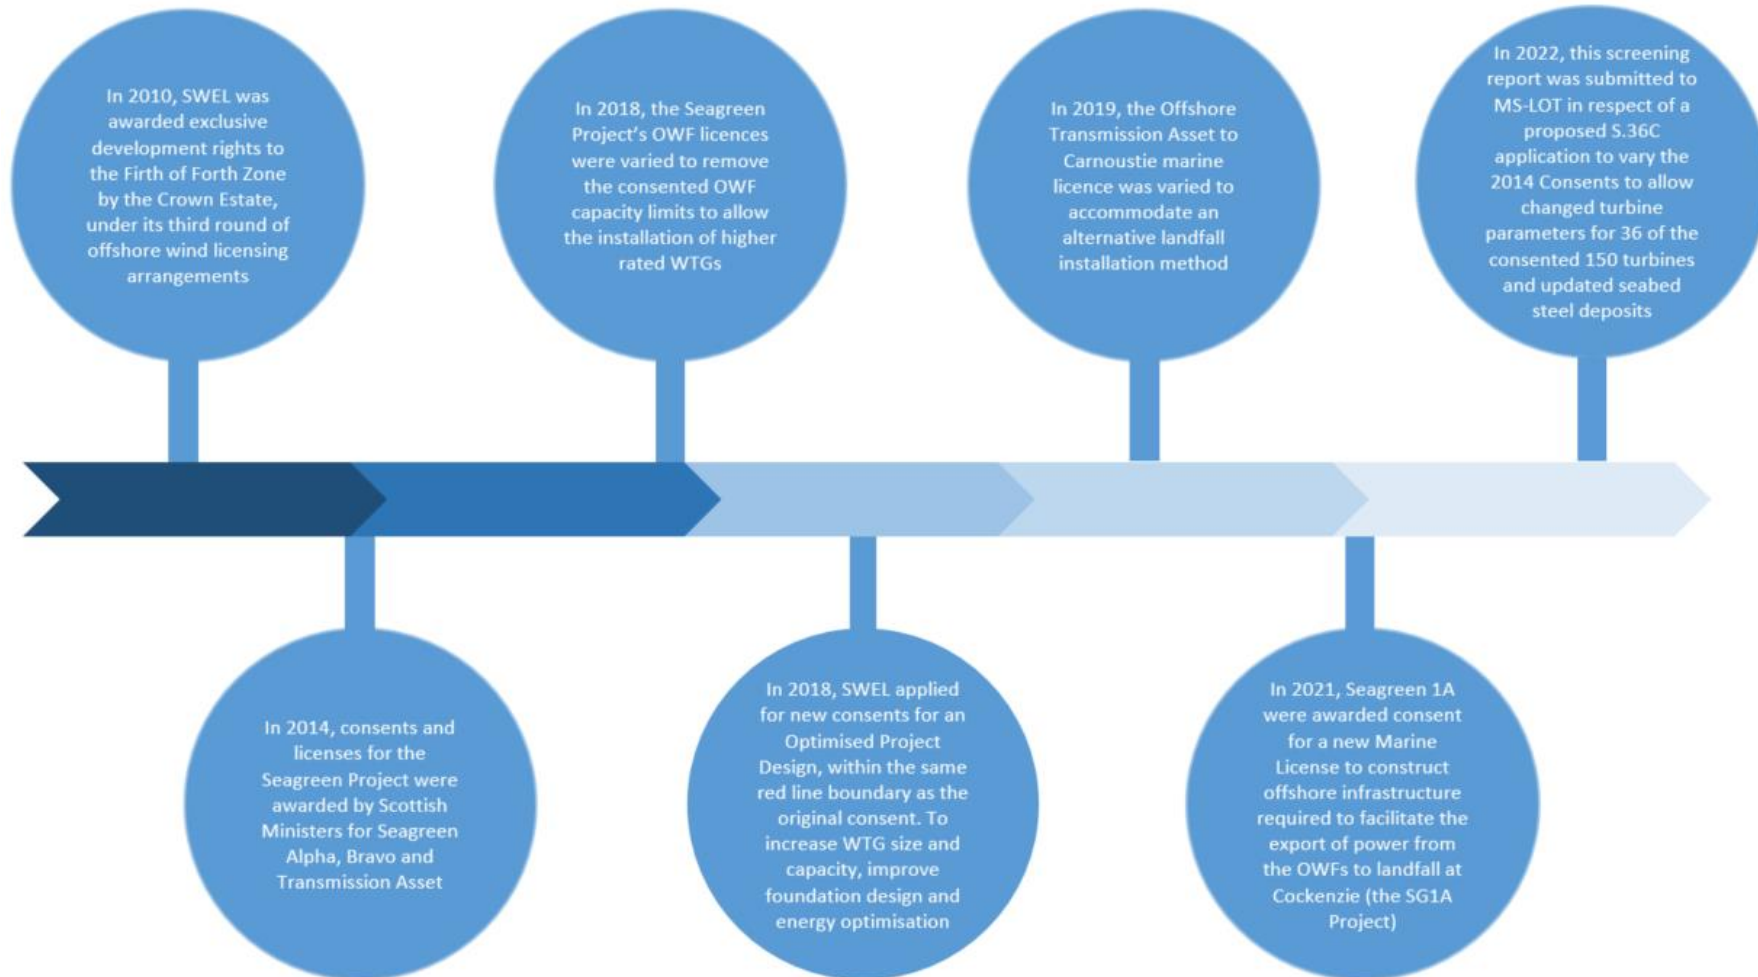 In 2010, SWEL was
awarded exclusive
development rights to
the Firth of Forth Zone
by the Crown Estate,
under its third round of
offshore wind licensing
arrangements
In 2018, the Seagreen
Project’s OWF licences
were varied to remove
the consented OWF
capacity limits to allow
the installation of higher
rated WTGs
In 2019, the Offshore
Transmission Asset to
Carnoustie marine
licence was varied to
accommodate an
alternative landfall
installation method
In 2022, this screening
report was submitted to
MS-LOT in respect of a
proposed S.36C
application to vary the
2014 Consents to allow
changed turbine
parameters for 36 of the
consented 150 turbines
and updated seabed
steel deposits
In 2014, consents and
licenses for the
Seagreen Project were
awarded by Scottish
Ministers for Seagreen
Alpha, Bravo and
Transmission Asset
In 2018, SWEL applied
for new consents for an
Optimised Project
Design, within the same
red line boundary as the
original consent. To
increase WTG size and
capacity, improve
foundation design and
energy optimisation
In 2021, Seagreen 1A
were awarded consent
for a new Marine
License to construct
offshore infrastructure
required to facilitate the
export of power from
the OWFs to landfall at
Cockenzie (the SG1A
Project)